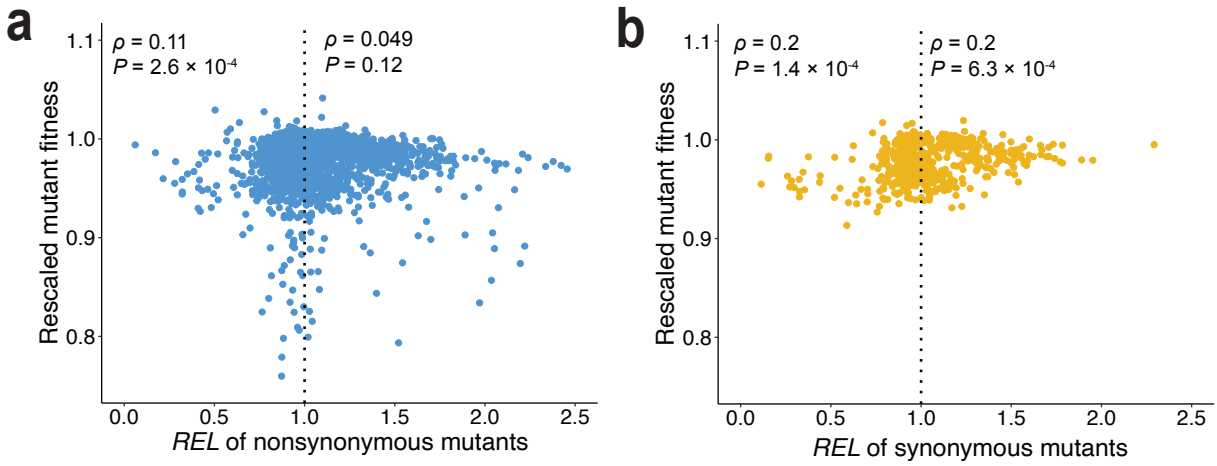 a
ρ = 0.11
P = 2.6 × 10⁻⁴
ρ = 0.049
P = 0.12
Rescaled mutant fitness
1.1
1.0
0.9
0.8
0.0 0.5 1.0 1.5 2.0 2.5
REL of nonsynonymous mutants
b
ρ = 0.2
P = 1.4 × 10⁻⁴
ρ = 0.2
P = 6.3 × 10⁻⁴
Rescaled mutant fitness
1.1
1.0
0.9
0.8
0.0 0.5 1.0 1.5 2.0 2.5
REL of synonymous mutants